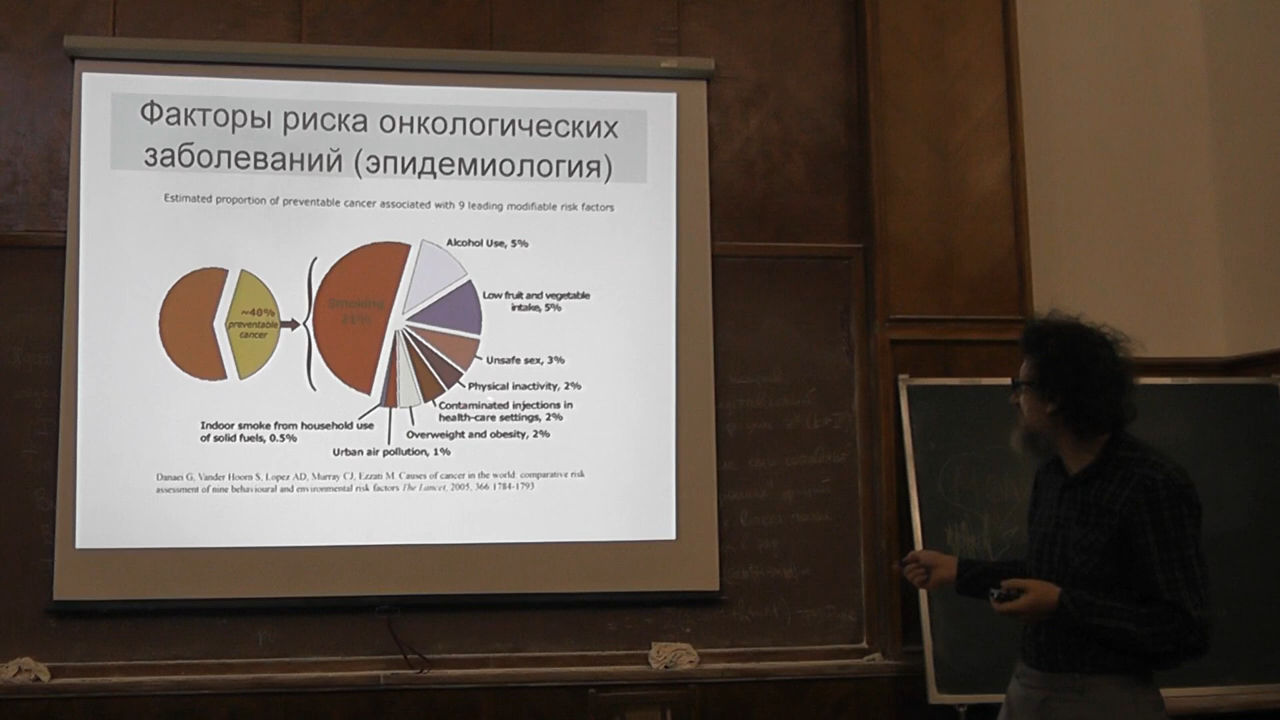 Факторы риска онкологических
заболеваний (эпидемиология)
Estimated proportion of preventable cancer associated with 9 leading modifiable risk factors
Alcohol Use, 5%
Low fruit and vegetable
intake, 5%
Smoking
21%
~40%
preventable
cancer
Unsafe sex, 3%
Physical inactivity, 2%
Contaminated injections in
health-care settings, 2%
Overweight and obesity, 2%
Indoor smoke from household use
of solid fuels, 0.5%
Urban air pollution, 1%
Danaei G, Vander Hoorn S, Lopez AD, Murray CJ, Ezzati M. Causes of cancer in the world: comparative risk
assessment of nine behavioural and environmental risk factors The Lancet, 2005, 366 1784-1793